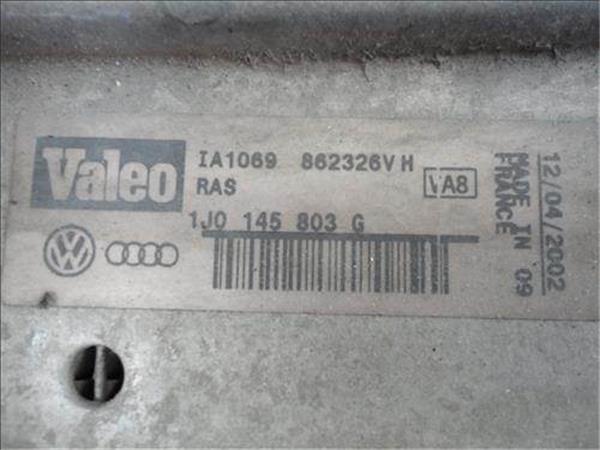 Valeo
IA1069 862326V H
RAS
VA8
1J0 145 803 G
12/04/2002
MADE IN
FRANCE
09